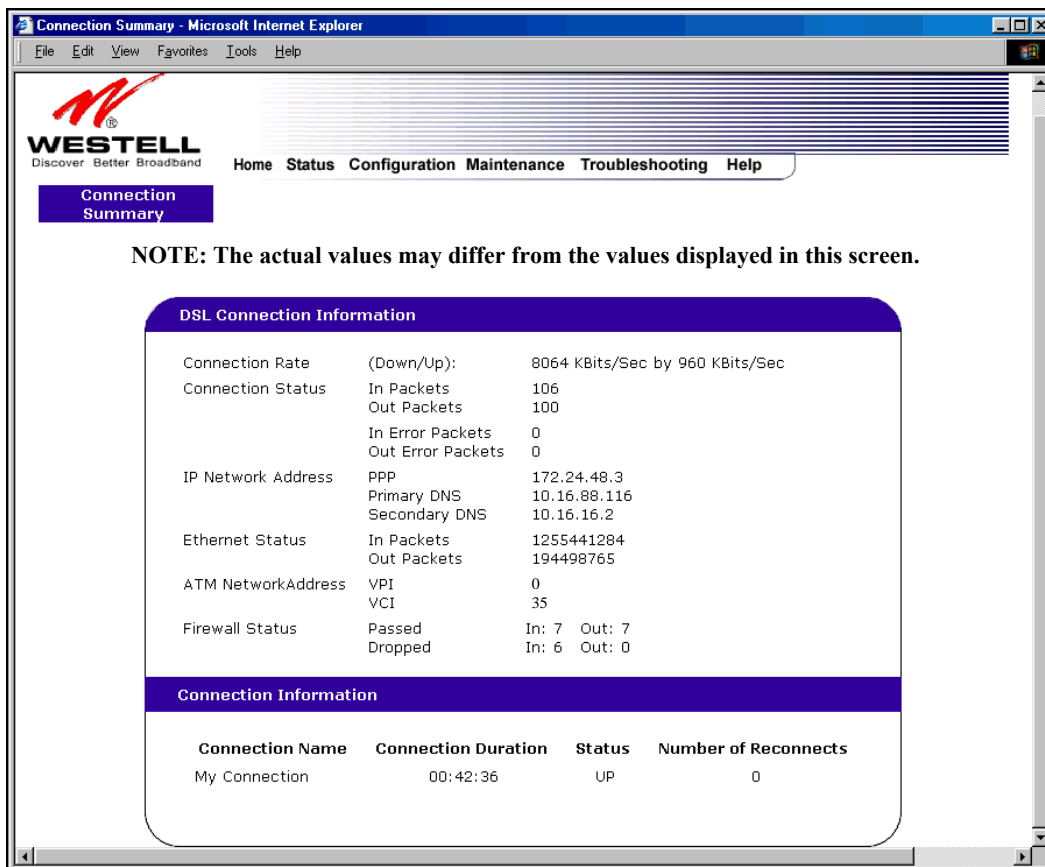 Connection Summary - Microsoft Internet Explorer
File Edit View Favorites Tools Help
®
WESTELL
Discover Better Broadband
Home Status Configuration Maintenance Troubleshooting Help
Connection
Summary
NOTE: The actual values may differ from the values displayed in this screen.
DSL Connection Information
Connection Rate (Down/Up): 8064 KBits/Sec by 960 KBits/Sec
Connection Status In Packets 106
Out Packets 100
In Error Packets 0
Out Error Packets 0
IP Network Address PPP 172.24.48.3
Primary DNS 10.16.88.116
Secondary DNS 10.16.16.2
Ethernet Status In Packets 1255441284
Out Packets 194498765
ATM NetworkAddress VPI 0
VCI 35
Firewall Status Passed In: 7 Out: 7
Dropped In: 6 Out: 0
Connection Information
Connection Name Connection Duration Status Number of Reconnects
My Connection 00:42:36 UP 0